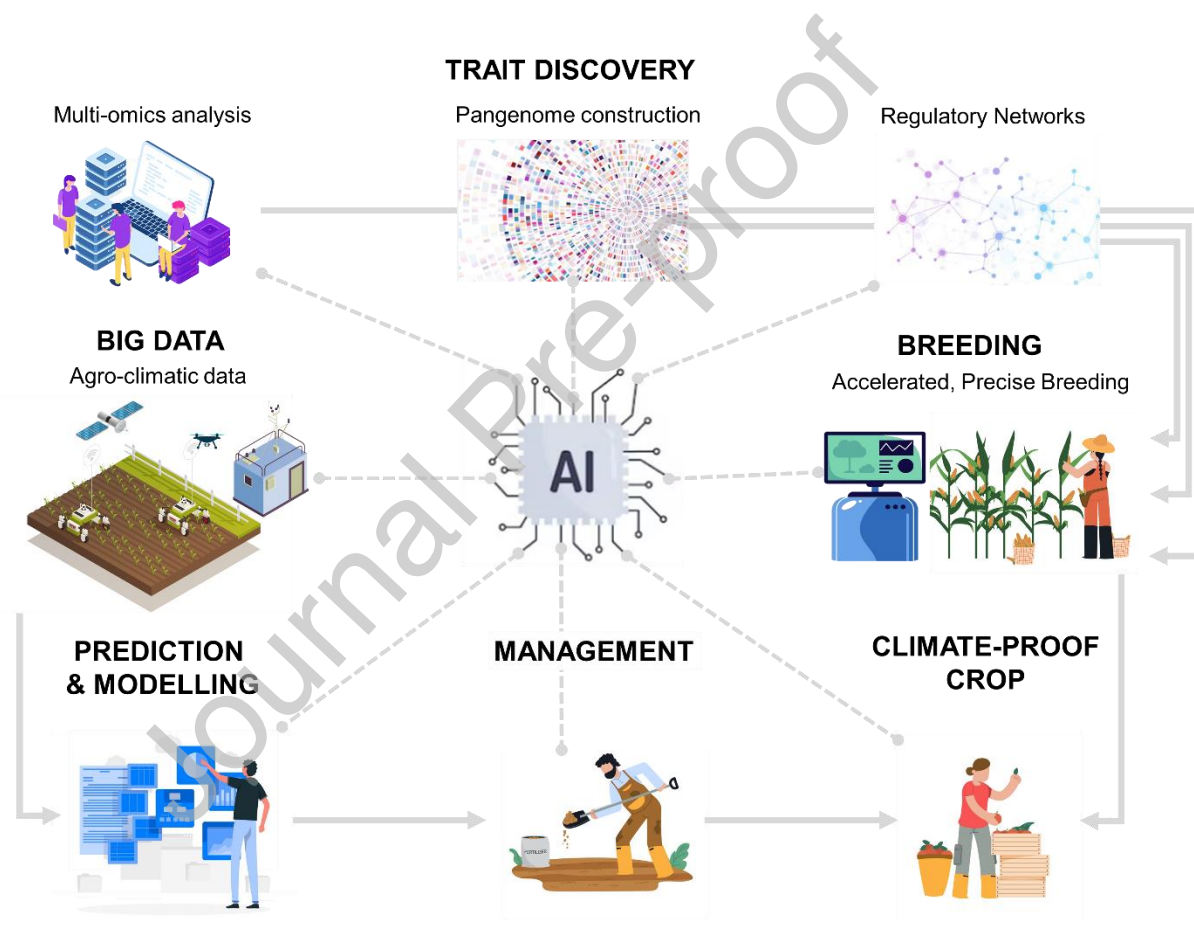 TRAIT DISCOVERY
Multi-omics analysis
Pangenome construction
Regulatory Networks
BIG DATA
Agro-climatic data
BREEDING
Accelerated, Precise Breeding
AI
PREDICTION
& MODELLING
MANAGEMENT
CLIMATE-PROOF
CROP
Journal Pre-proof